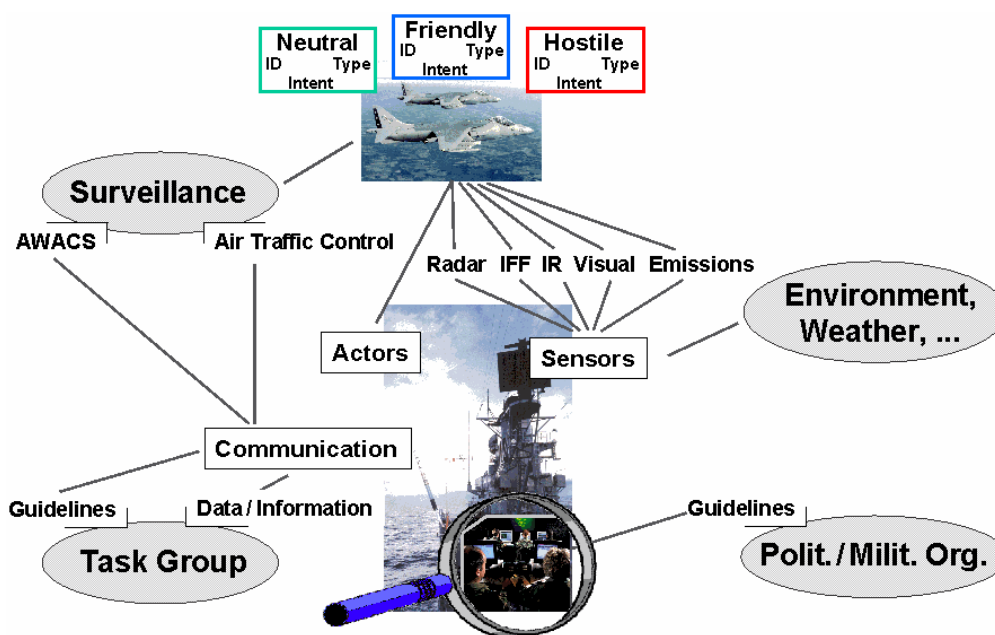 Neutral
ID Type
Intent
Friendly
ID Type
Intent
Hostile
ID Type
Intent
Surveillance
AWACS
Air Traffic Control
Radar IFF IR Visual Emissions
Environment,
Weather, ...
Actors
Sensors
Communication
Guidelines
Data / Information
Task Group
Guidelines
Polit. / Milit. Org.